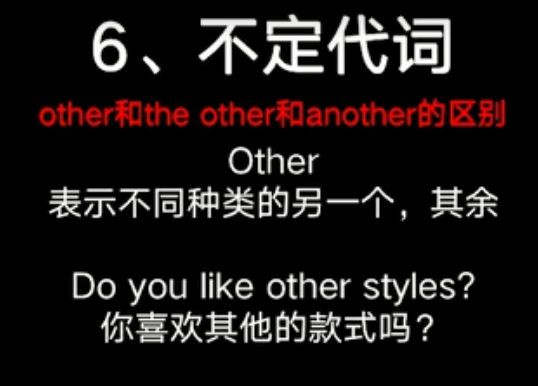 6、不定代词
other和the other和another的区别
Other
表示不同种类的另一个，其余
Do you like other styles?
你喜欢其他的款式吗？